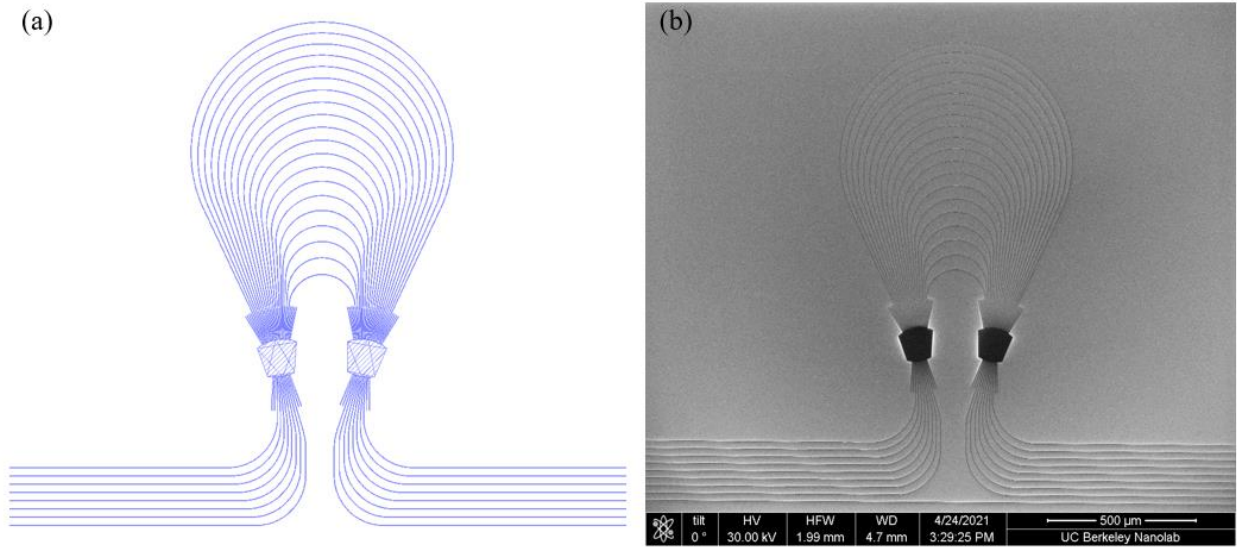 (a)
(b)
tilt HV HFW WD 4/24/2021 500 µm
0 ° 30.00 kV 1.99 mm 4.7 mm 3:29:25 PM UC Berkeley Nanolab